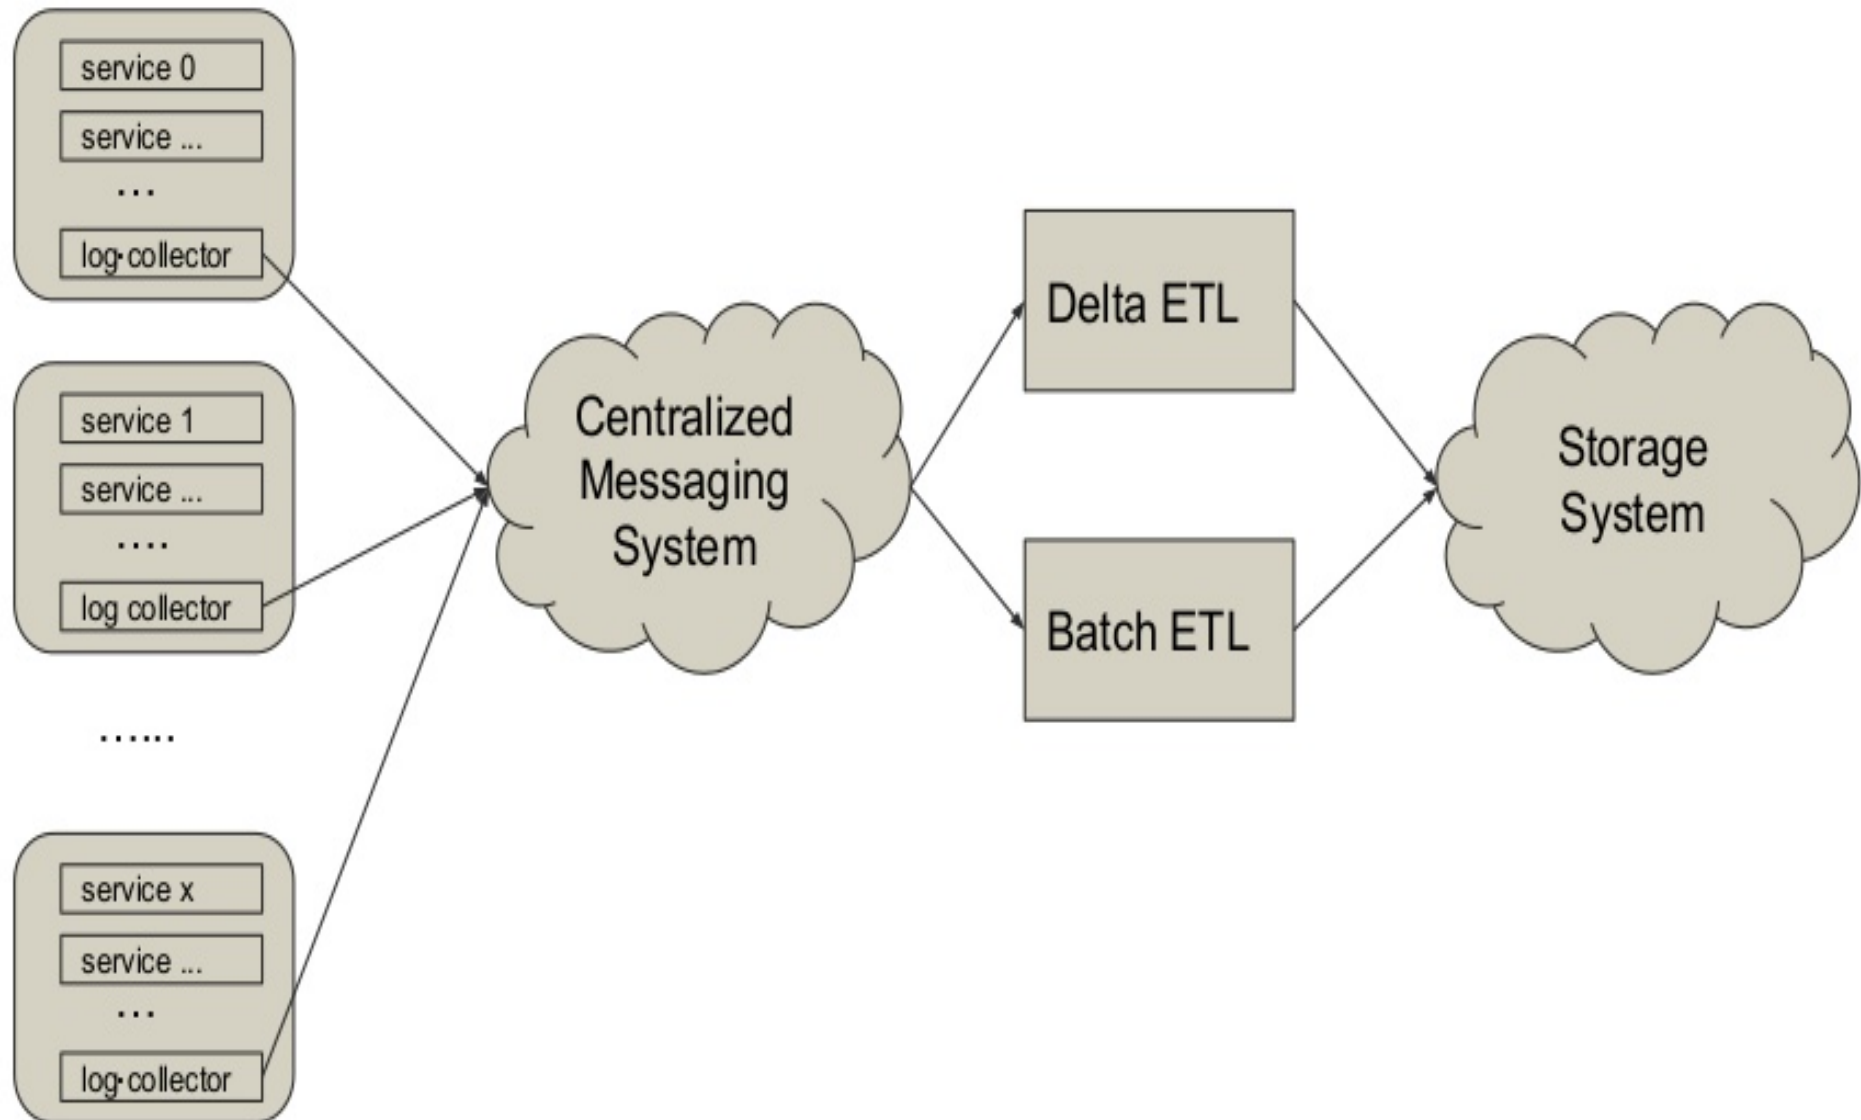 service 0
service ...
...
log·collector
service 1
service ...
....
log collector
......
service x
service ...
...
log·collector
Centralized
Messaging
System
Delta ETL
Batch ETL
Storage
System